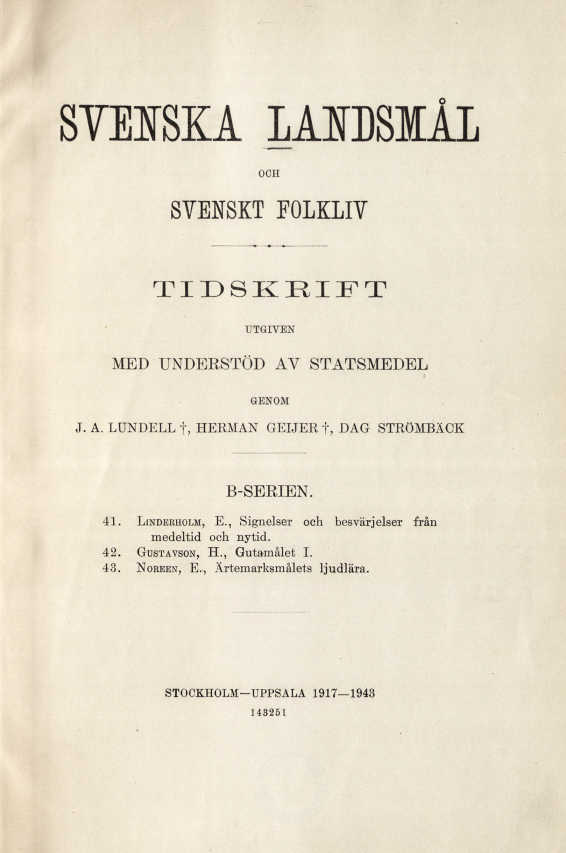 SVENSKA LANDSMÅL
OCH
SVENSKT FOLKLIV
TIDSKRIFT
UTGIVEN
MED UNDERSTÖD AV STATSMEDEL
GENOM
J. A. LUNDELL †, HERMAN GEIJER †, DAG STRÖMBÄCK
B-SERIEN.
41. LINDERHOLM, E., Signelser och besvärjelser från
medeltid och nytid.
42. GUSTAVSON, H., Gutamålet I.
43. NOREEN, E., Ärtemarksmålets ljudlära.
STOCKHOLM—UPPSALA 1917—1943
143251